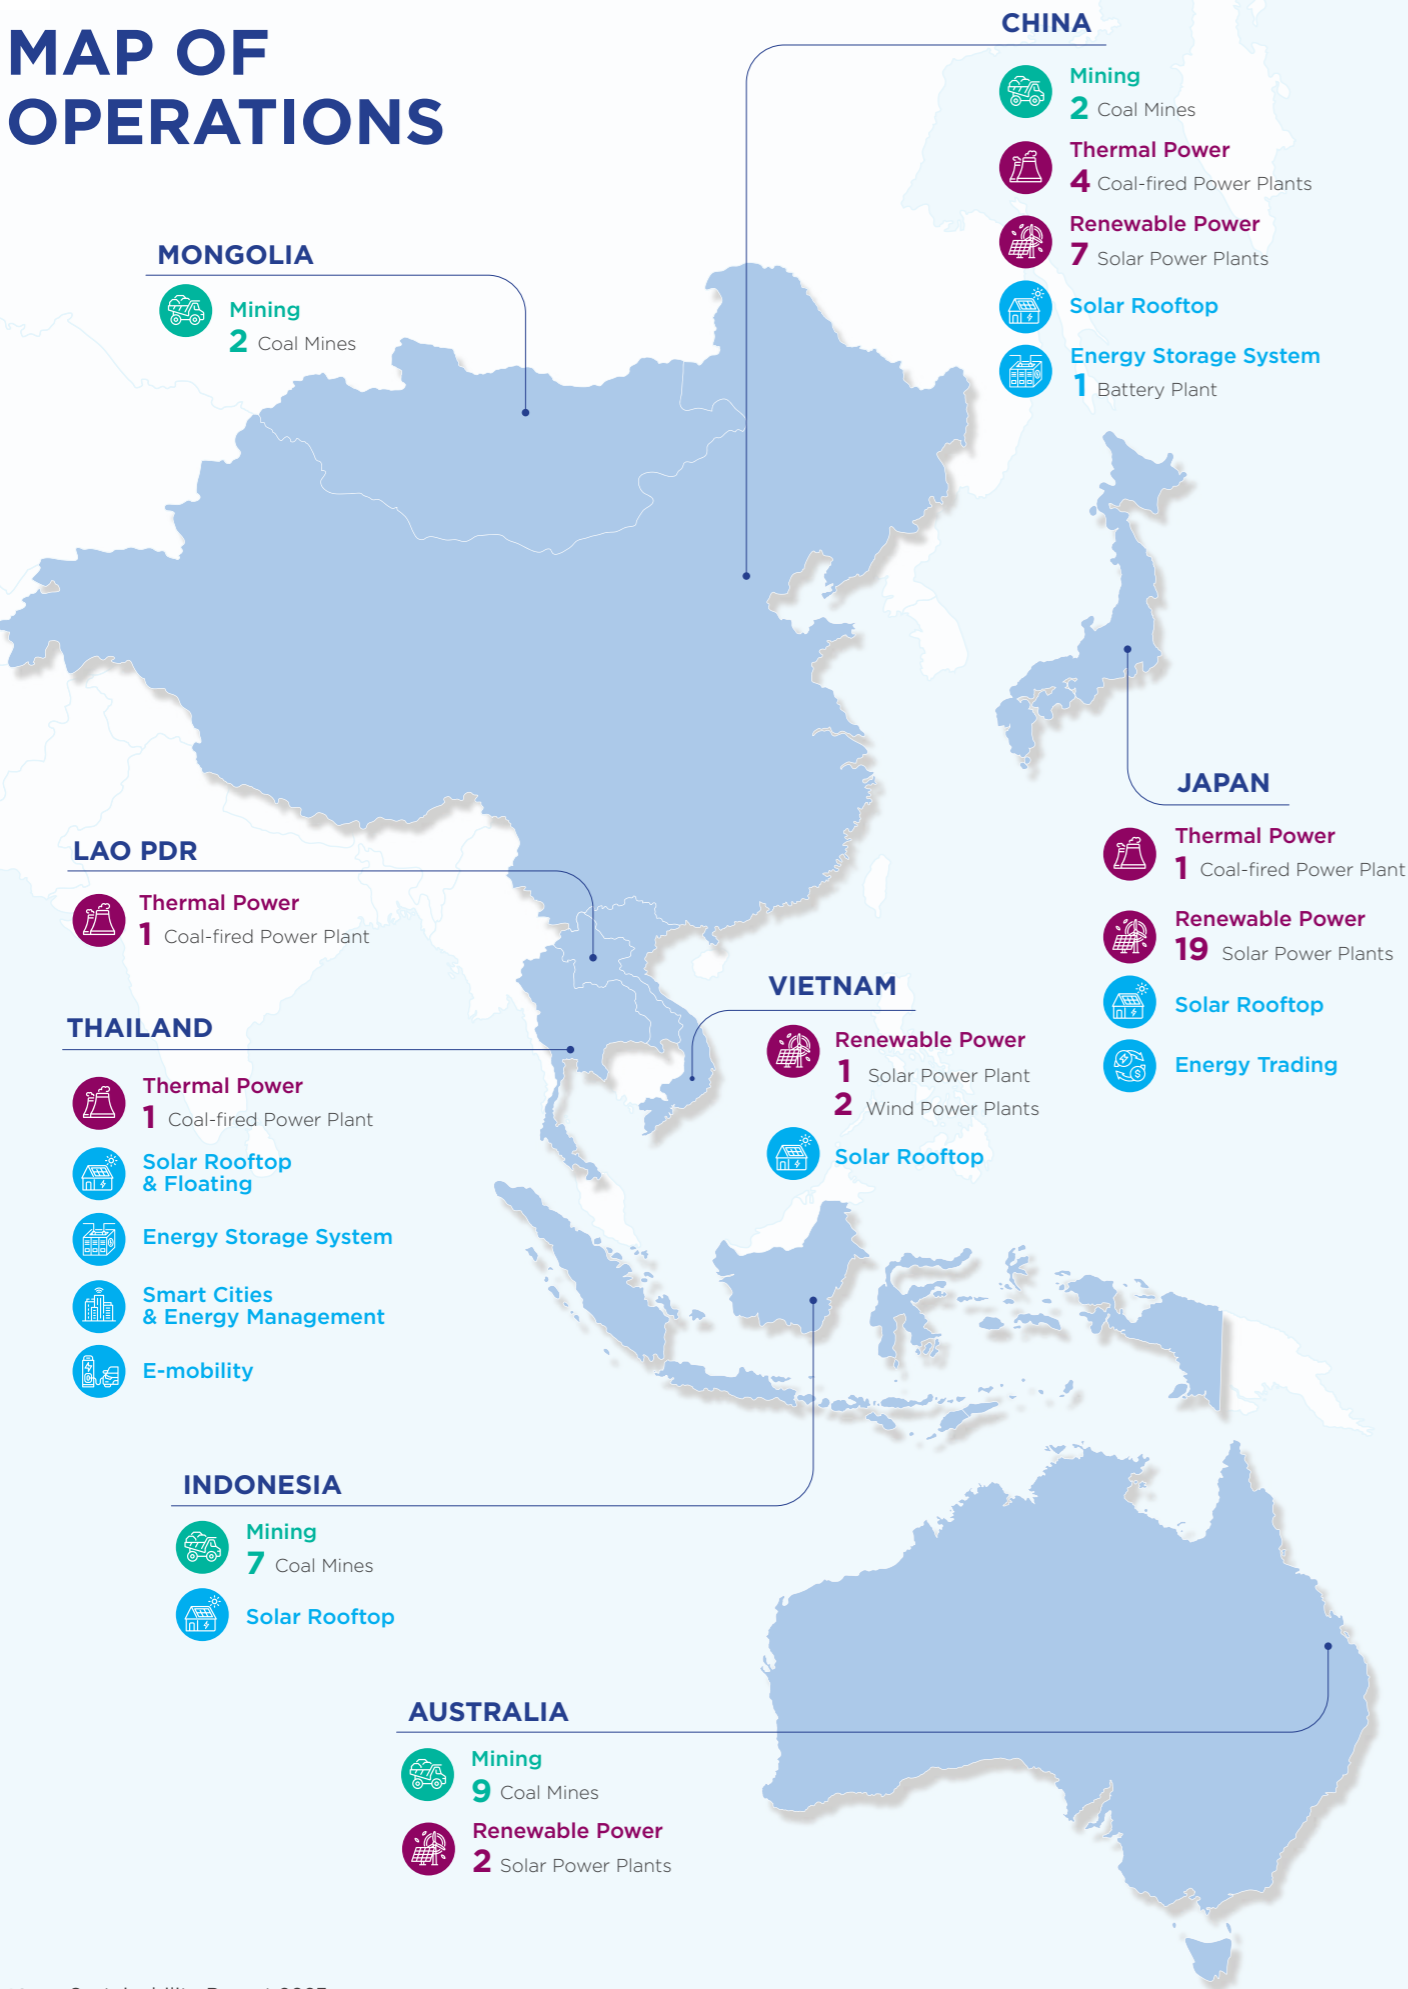 MAP OF
OPERATIONS
CHINA
Mining
2 Coal Mines
Thermal Power
4 Coal-fired Power Plants
Renewable Power
7 Solar Power Plants
Solar Rooftop
Energy Storage System
1 Battery Plant
MONGOLIA
Mining
2 Coal Mines
JAPAN
Thermal Power
1 Coal-fired Power Plant
Renewable Power
19 Solar Power Plants
Solar Rooftop
Energy Trading
LAO PDR
Thermal Power
1 Coal-fired Power Plant
VIETNAM
Renewable Power
1 Solar Power Plant
2 Wind Power Plants
Solar Rooftop
THAILAND
Thermal Power
1 Coal-fired Power Plant
Solar Rooftop
& Floating
Energy Storage System
Smart Cities
& Energy Management
E-mobility
INDONESIA
Mining
7 Coal Mines
Solar Rooftop
AUSTRALIA
Mining
9 Coal Mines
Renewable Power
2 Solar Power Plants